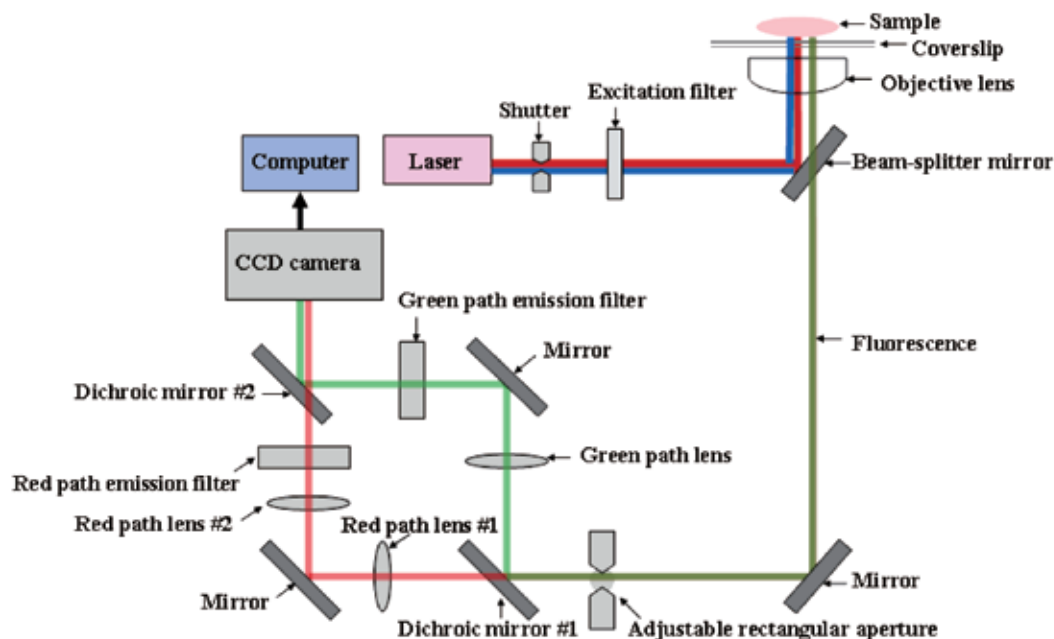 Sample
Coverslip
Objective lens
Excitation filter
Shutter
Computer
Laser
Beam-splitter mirror
CCD camera
Green path emission filter
Mirror
Fluorescence
Dichroic mirror #2
Green path lens
Red path emission filter
Red path lens #2
Red path lens #1
Mirror
Mirror
Dichroic mirror #1
Adjustable rectangular aperture